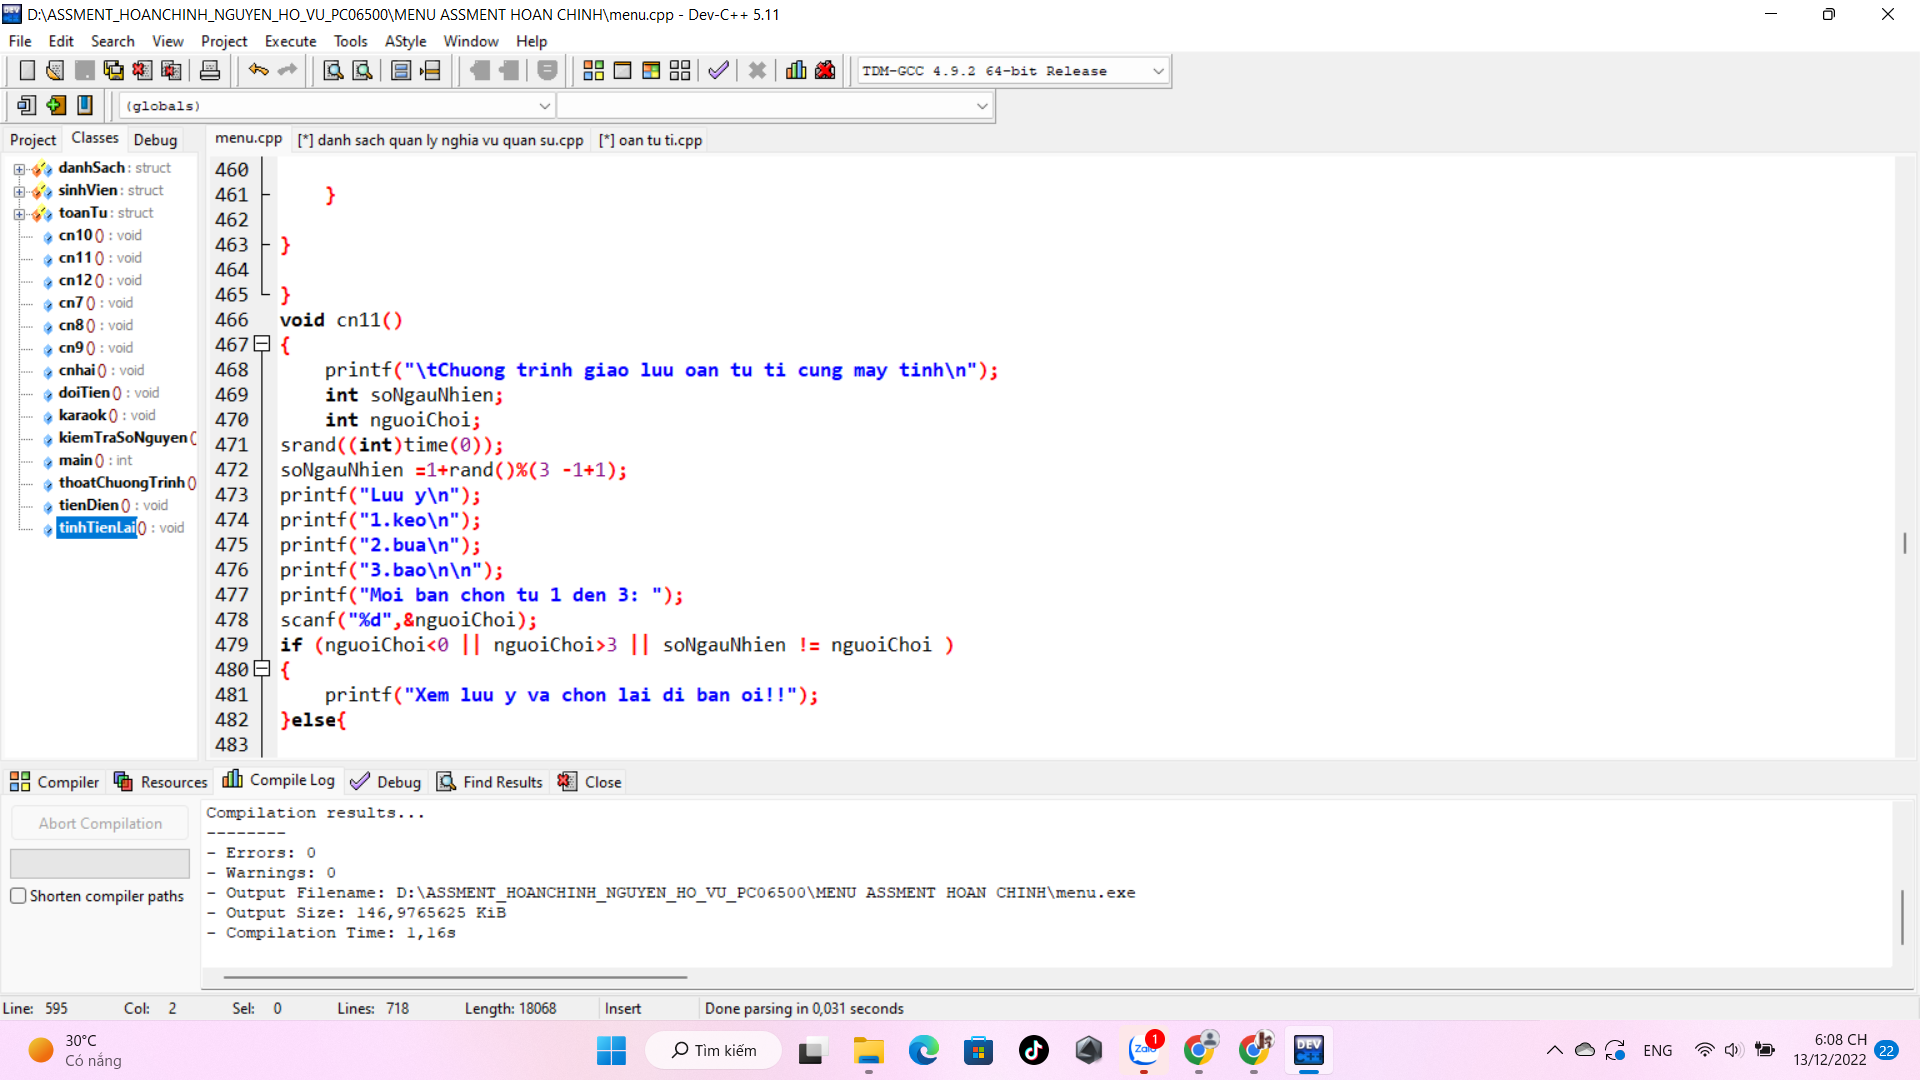 D:\ASSMENT_HOANCHINH_NGUYEN_HO_VU_PC06500\MENU ASSMENT HOAN CHINH\menu.cpp - Dev-C++ 5.11
File Edit Search View Project Execute Tools AStyle Window Help
TDM-GCC 4.9.2 64-bit Release
(globals)
Project Classes Debug
menu.cpp [*] danh sach quan ly nghia vu quan su.cpp [*] oan tu ti.cpp
danhSach : struct
sinhVien : struct
toanTu : struct
cn10 () : void
cn11 () : void
cn12 () : void
cn7 () : void
cn8 () : void
cn9 () : void
cnhai () : void
doiTien () : void
karaok () : void
kiemTraSoNguyen (
main () : int
thoatChuongTrinh ()
tienDien () : void
tinhTienLai () : void
460
461 }
462
463 }
464
465 }
466 void cn11()
467 {
468 printf("\tChuong trinh giao luu oan tu ti cung may tinh\n");
469 int soNgauNhien;
470 int nguoiChoi;
471 srand((int)time(0));
472 soNgauNhien =1+rand()%(3 -1+1);
473 printf("Luu y\n");
474 printf("1.keo\n");
475 printf("2.bua\n");
476 printf("3.bao\n\n");
477 printf("Moi ban chon tu 1 den 3: ");
478 scanf("%d",&nguoiChoi);
479 if (nguoiChoi<0 || nguoiChoi>3 || soNgauNhien != nguoiChoi )
480 {
481 printf("Xem luu y va chon lai di ban oi!!");
482 }else{
483
Compiler Resources Compile Log Debug Find Results Close
Abort Compilation
Shorten compiler paths
Compilation results...
--------
- Errors: 0
- Warnings: 0
- Output Filename: D:\ASSMENT_HOANCHINH_NGUYEN_HO_VU_PC06500\MENU ASSMENT HOAN CHINH\menu.exe
- Output Size: 146,9765625 KiB
- Compilation Time: 1,16s
Line: 595 Col: 2 Sel: 0 Lines: 718 Length: 18068 Insert Done parsing in 0,031 seconds
30°C
Có nắng
Tìm kiếm
Zalo
1
DEV C++
ENG
6:08 CH
13/12/2022
22